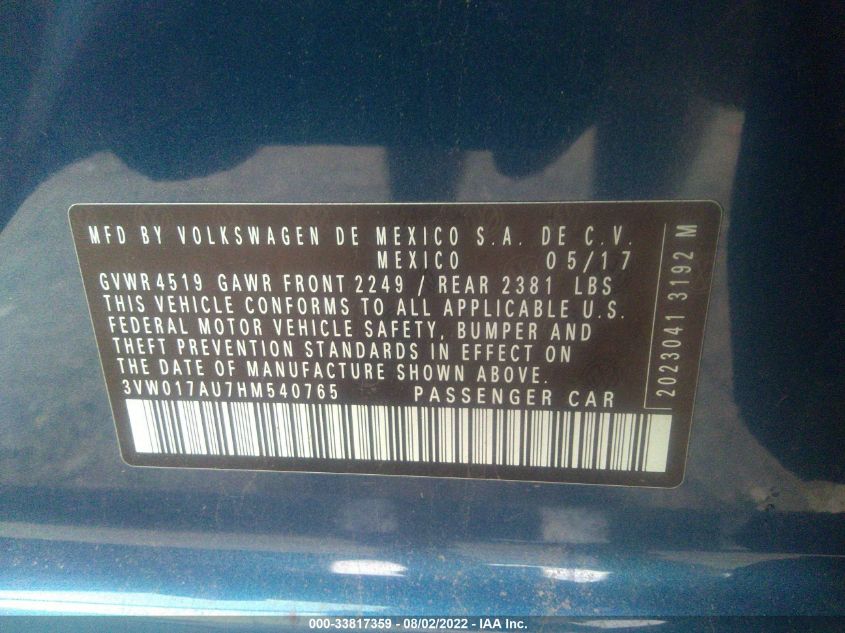 MFD BY VOLKSWAGEN DE MEXICO S.A. DE C.V.
MEXICO 05/17
GVWR 4519 GAWR FRONT 2249 / REAR 2381 LBS
THIS VEHICLE CONFORMS TO ALL APPLICABLE U.S.
FEDERAL MOTOR VEHICLE SAFETY, BUMPER AND
THEFT PREVENTION STANDARDS IN EFFECT ON
THE DATE OF MANUFACTURE SHOWN ABOVE.
3VW017AU7HM540765 PASSENGER CAR
20223041 3192 M
000-33817359 - 08/02/2022 - IAA Inc.